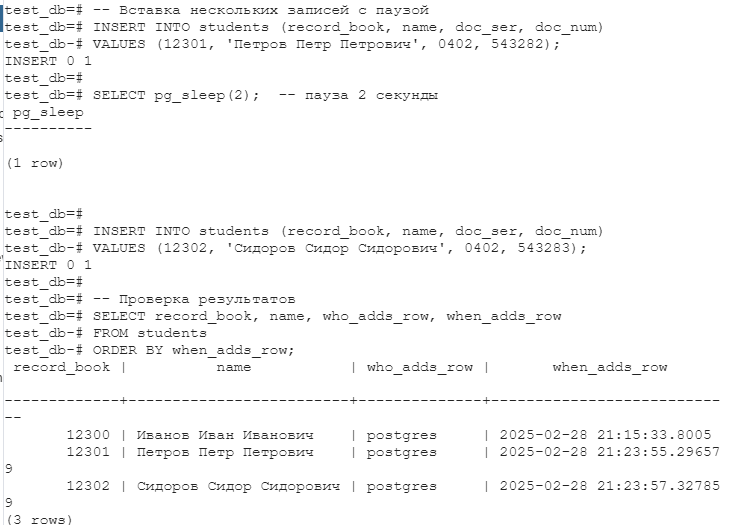 test_db=# -- Вставка нескольких записей с паузой
test_db=# INSERT INTO students (record_book, name, doc_ser, doc_num)
test_db-# VALUES (12301, 'Петров Петр Петрович', 0402, 543282);
INSERT 0 1
test_db=#
test_db=# SELECT pg_sleep(2);  -- пауза 2 секунды
 pg_sleep
----------

(1 row)


test_db=#
test_db=# INSERT INTO students (record_book, name, doc_ser, doc_num)
test_db-# VALUES (12302, 'Сидоров Сидор Сидорович', 0402, 543283);
INSERT 0 1
test_db=#
test_db=# -- Проверка результатов
test_db=# SELECT record_book, name, who_adds_row, when_adds_row
test_db-# FROM students
test_db-# ORDER BY when_adds_row;
 record_book |          name           | who_adds_row |       when_adds_row

-------------+-------------------------+--------------+--------------------------
--
       12300 | Иванов Иван Иванович    | postgres     | 2025-02-28 21:15:33.8005
       12301 | Петров Петр Петрович    | postgres     | 2025-02-28 21:23:55.29657
9
       12302 | Сидоров Сидор Сидорович | postgres     | 2025-02-28 21:23:57.32785
9
(3 rows)